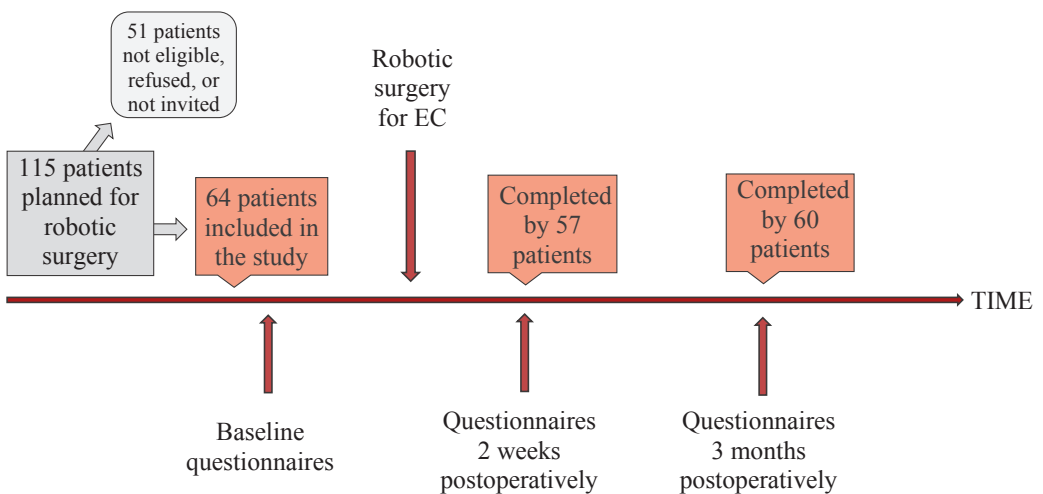 51 patients
not eligible,
refused, or
not invited
115 patients
planned for
robotic
surgery
64 patients
included in
the study
Robotic
surgery
for EC
Completed
by 57
patients
Completed
by 60
patients
TIME
Baseline
questionnaires
Questionnaires
2 weeks
postoperatively
Questionnaires
3 months
postoperatively